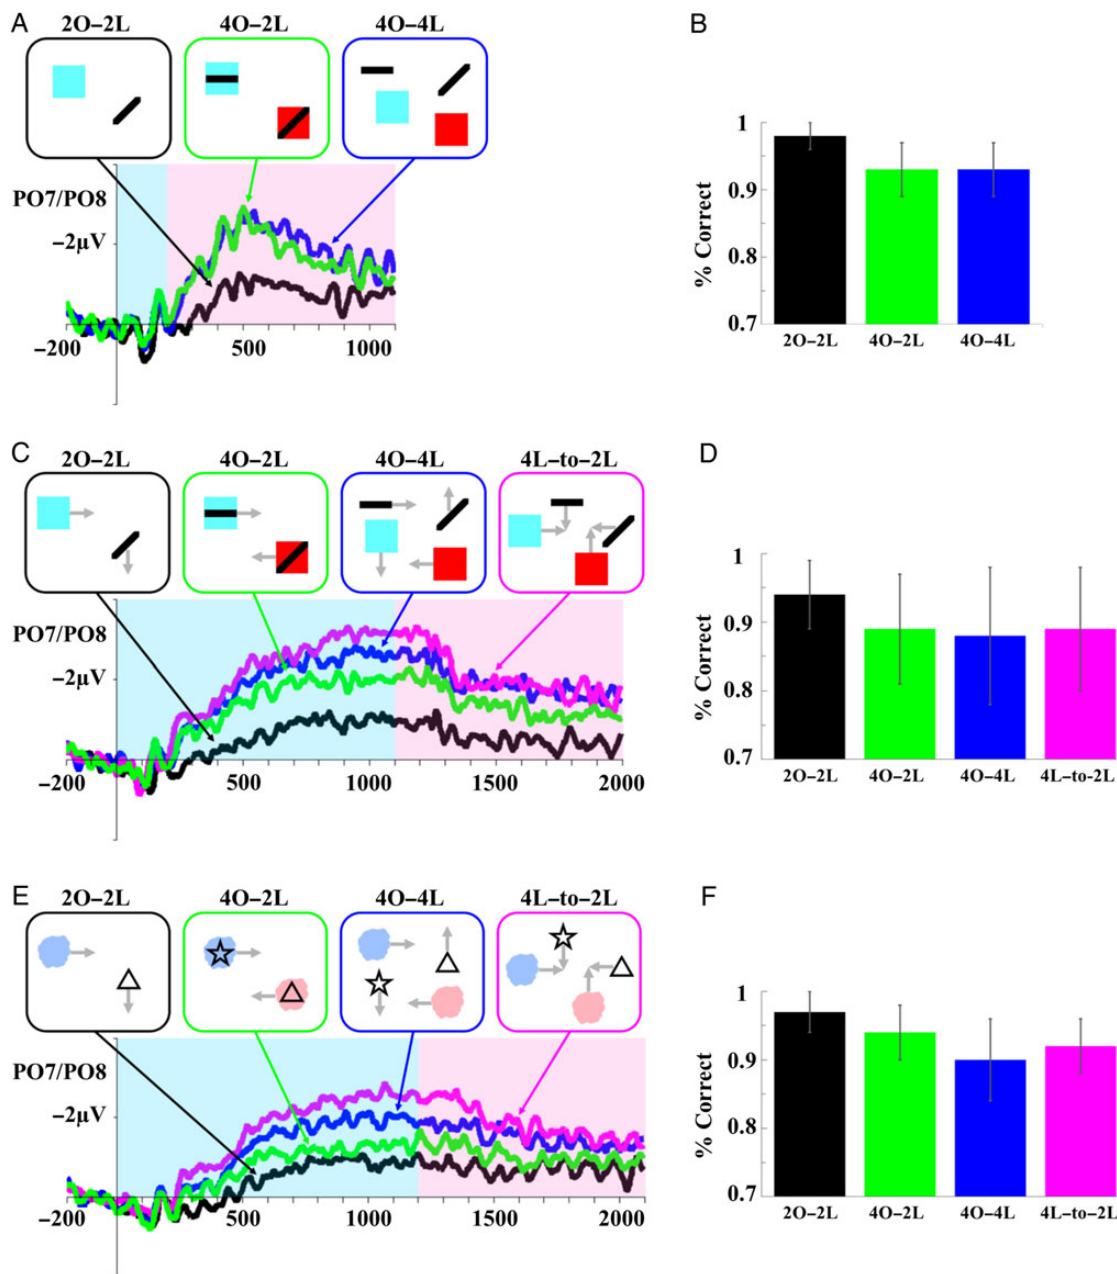 A
2O–2L 4O–2L 4O–4L
PO7/PO8
–2μV
–200 500 1000
B
% Correct
1
0.9
0.8
0.7
2O–2L 4O–2L 4O–4L
C
2O–2L 4O–2L 4O–4L 4L–to–2L
PO7/PO8
–2μV
–200 500 1000 1500 2000
D
% Correct
1
0.9
0.8
0.7
2O–2L 4O–2L 4O–4L 4L–to–2L
E
2O–2L 4O–2L 4O–4L 4L–to–2L
PO7/PO8
–2μV
–200 500 1000 1500 2000
F
% Correct
1
0.9
0.8
0.7
2O–2L 4O–2L 4O–4L 4L–to–2L